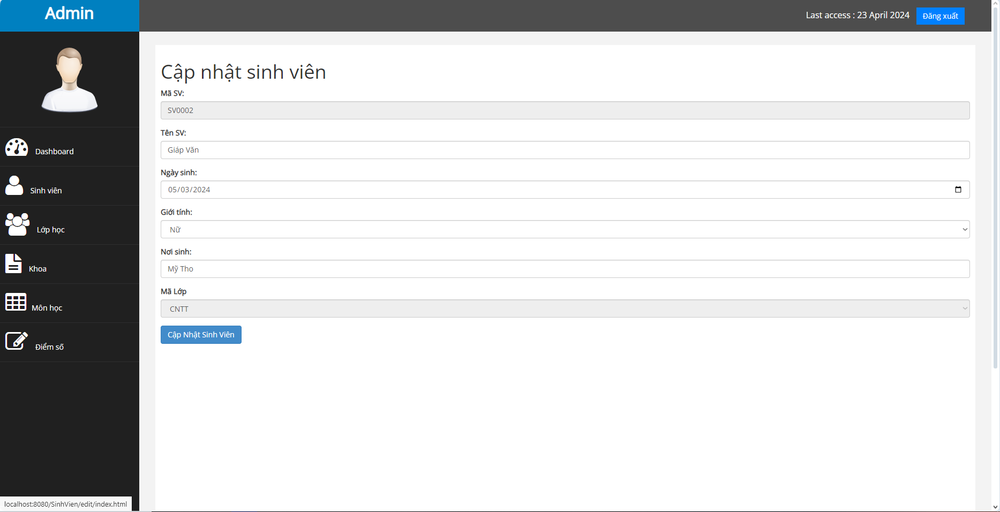 Admin
Last access : 23 April 2024
Đăng xuất
Dashboard
Sinh viên
Lớp học
Khoa
Môn học
Điểm số
Cập nhật sinh viên
Mã SV:
SV0002
Tên SV:
Giáp Văn
Ngày sinh:
05/03/2024
Giới tính:
Nữ
Nơi sinh:
Mỹ Tho
Mã Lớp
CNTT
Cập Nhật Sinh Viên
localhost:8080/SinhVien/edit/index.html